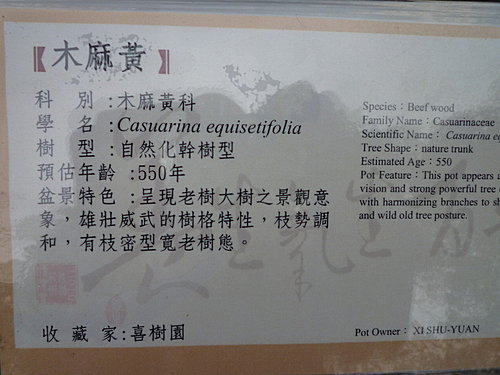 【木麻黃】
科 別:木麻黃科
學 名:Casuarina equisetifolia
樹 型:自然化幹樹型
預估年齡:550年
盆景特色:呈現老樹大樹之景觀意
象,雄壯威武的樹格特性,枝勢調
和,有枝密型寬老樹態。
收 藏 家:喜樹園
Species:Beef wood
Family Name:Casuarinaceae
Scientific Name: Casuarina
Tree Shape:nature trunk
Estimated Age:550
Pot Feature:This pot appears
vision and strong powerful tree
with harmonizing branches to
and wild old tree posture.
Pot Owner: XI SHU-YUAN